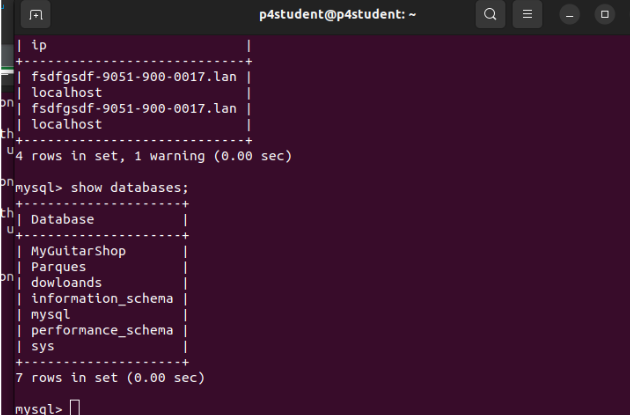 p4student@p4student: ~
| ip                         |
+----------------------------+
| fsdfgsdf-9051-900-0017.lan |
| localhost                  |
| fsdfgsdf-9051-900-0017.lan |
| localhost                  |
+----------------------------+
4 rows in set, 1 warning (0.00 sec)
mysql> show databases;
+--------------------+
| Database           |
+--------------------+
| MyGuitarShop       |
| Parques            |
| dowloands          |
| information_schema |
| mysql              |
| performance_schema |
| sys                |
+--------------------+
7 rows in set (0.00 sec)
mysql>